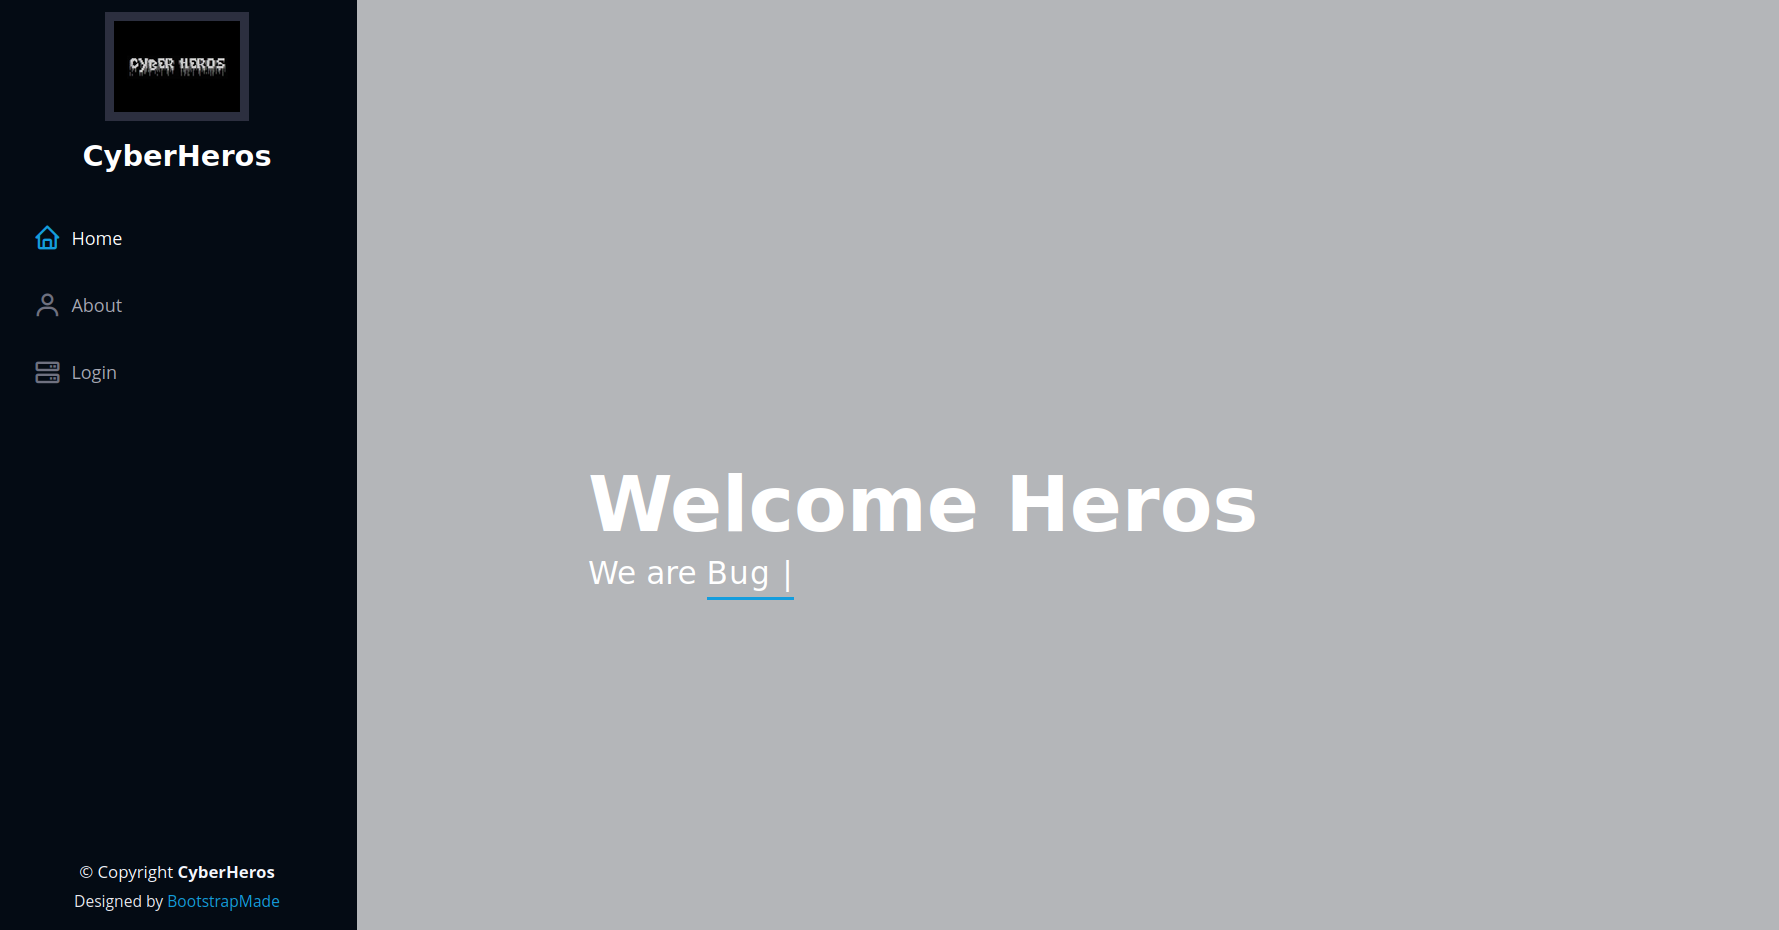 CYBER HEROS
CyberHeros
Home
About
Login
Welcome Heros
We are Bug |
© Copyright CyberHeros
Designed by BootstrapMade